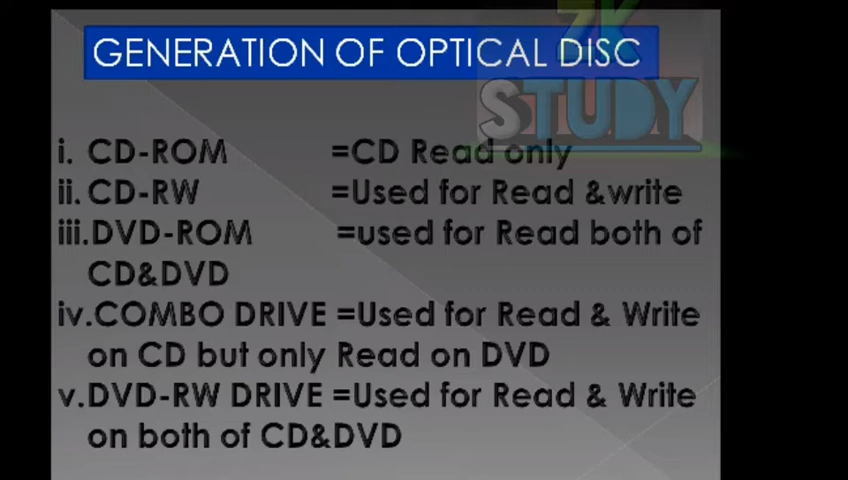 GENERATION OF OPTICAL DISC
ZK
STUDY
i. CD-ROM =CD Read only
ii. CD-RW =Used for Read &write
iii.DVD-ROM =used for Read both of
CD&DVD
iv.COMBO DRIVE =Used for Read & Write
on CD but only Read on DVD
v.DVD-RW DRIVE =Used for Read & Write
on both of CD&DVD